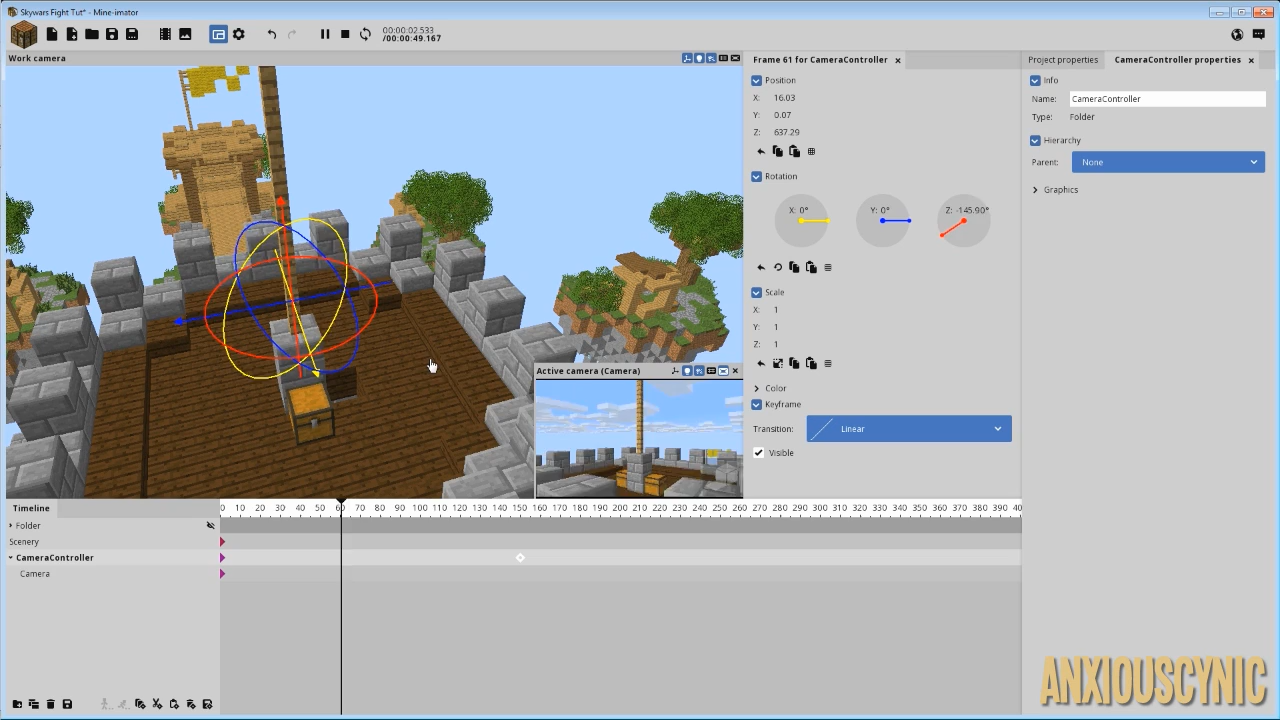 Skywars Fight Tut* - Mine-imator
00:00:02.533
/00:00:49.167
Work camera
Active camera (Camera)
Frame 61 for CameraController
Position
X: 16.03
Y: 0.07
Z: 637.29
Rotation
X: 0° Y: 0° Z: -145.90°
Scale
X: 1
Y: 1
Z: 1
Color
Keyframe
Transition: Linear
Visible
Project properties CameraController properties
Info
Name: CameraController
Type: Folder
Hierarchy
Parent: None
Graphics
Timeline
0 10 20 30 40 50 60 70 80 90 100 110 120 130 140 150 160 170 180 190 200 210 220 230 240 250 260 270 280 290 300 310 320 330 340 350 360 370 380 390 40
Folder
Scenery
CameraController
Camera
ANXIOUSCYNIC